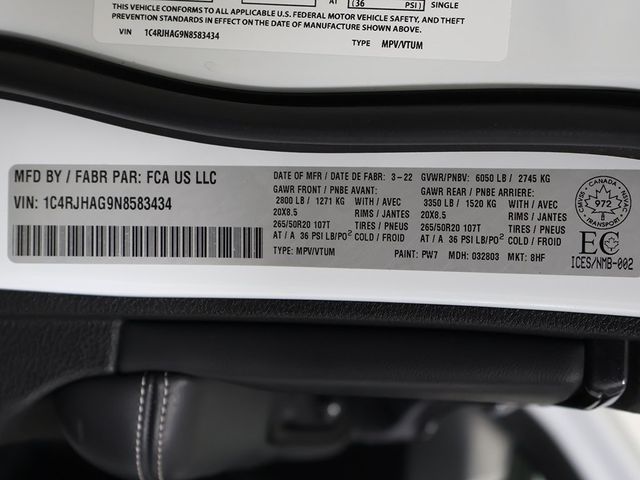 (36 PSI) SINGLE
THIS VEHICLE CONFORMS TO ALL APPLICABLE U.S. FEDERAL MOTOR VEHICLE SAFETY, AND THEFT
PREVENTION STANDARDS IN EFFECT ON THE DATE OF MANUFACTURE SHOWN ABOVE.
VIN 1C4RJHAG9N8583434 TYPE MPV/VTUM
MFD BY / FABR PAR: FCA US LLC
VIN: 1C4RJHAG9N8583434
DATE OF MFR / DATE DE FABR: 3-22 GVWR/PNBV: 6050 LB / 2745 KG
GAWR FRONT / PNBE AVANT: GAWR REAR / PNBE ARRIERE:
2800 LB / 1271 KG WITH / AVEC 3350 LB / 1520 KG WITH / AVEC
20X8.5 RIMS / JANTES 20X8.5 RIMS / JANTES
265/50R20 107T TIRES / PNEUS 265/50R20 107T TIRES / PNEUS
AT / A 36 PSI LB/PO² COLD / FROID AT / A 36 PSI LB/PO² COLD / FROID
TYPE: MPV/VTUM PAINT: PW7 MDH: 032803 MKT: 8HF
CANADA
972
TRANSPORT
EC
ICES/NMB-002